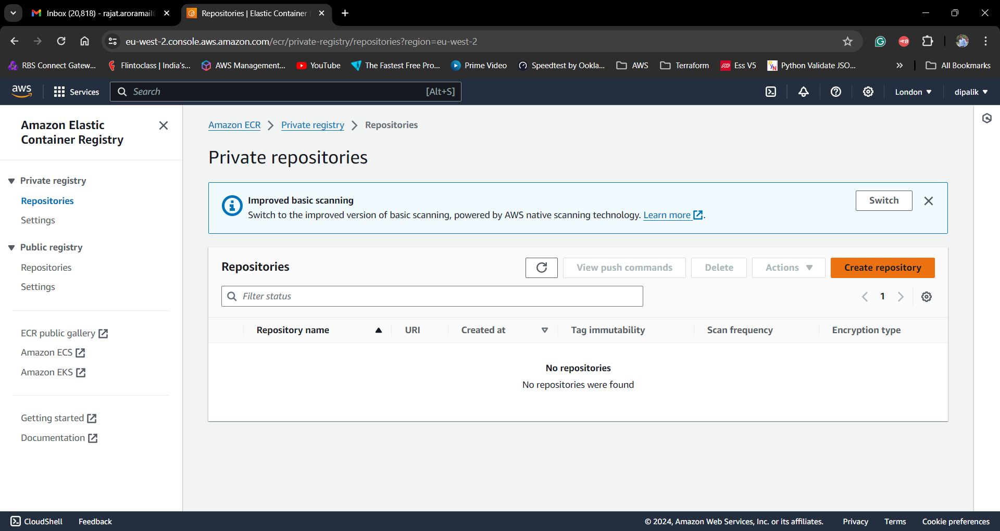 Inbox (20,818) - rajat.aroramail
Repositories | Elastic Container
eu-west-2.console.aws.amazon.com/ecr/private-registry/repositories?region=eu-west-2
RBS Connect Gatew...
Flintoclass | India's...
AWS Management...
YouTube
The Fastest Free Pro...
Prime Video
Speedtest by Ookla...
AWS
Terraform
Ess V5
Python Validate JSO...
All Bookmarks
aws
Services
Search
[Alt+S]
London
dipalik
Amazon Elastic
Container Registry
Private registry
Repositories
Settings
Public registry
Repositories
Settings
ECR public gallery
Amazon ECS
Amazon EKS
Getting started
Documentation
Amazon ECR > Private registry > Repositories
Private repositories
Improved basic scanning
Switch to the improved version of basic scanning, powered by AWS native scanning technology. Learn more.
Switch
Repositories
View push commands
Delete
Actions
Create repository
Filter status
1
Repository name
URI
Created at
Tag immutability
Scan frequency
Encryption type
No repositories
No repositories were found
CloudShell
Feedback
© 2024, Amazon Web Services, Inc. or its affiliates.
Privacy
Terms
Cookie preferences